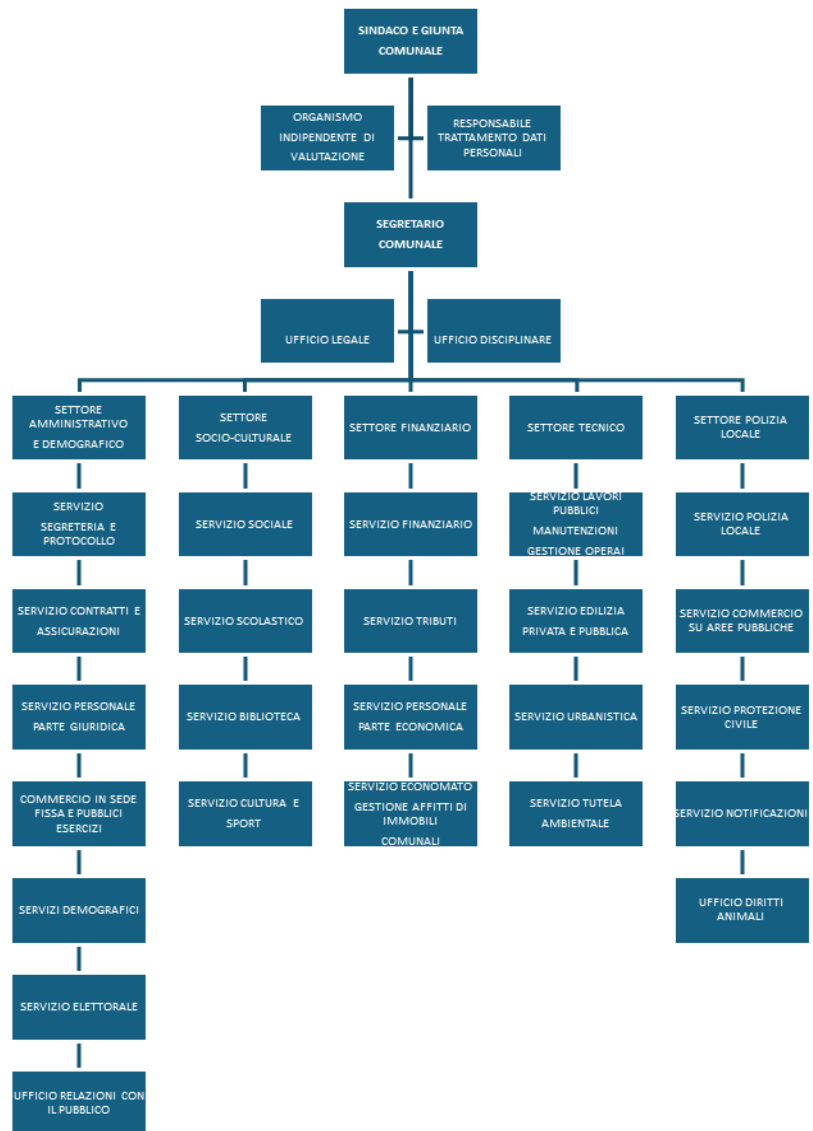 SINDACO E GIUNTA
COMUNALE
ORGANISMO
INDIPENDENTE DI
VALUTAZIONE
RESPONSABILE
TRATTAMENTO DATI
PERSONALI
SEGRETARIO
COMUNALE
UFFICIO LEGALE
UFFICIO DISCIPLINARE
SETTORE
AMMINISTRATIVO
E DEMOGRAFICO
SETTORE
SOCIO-CULTURALE
SETTORE FINANZIARIO
SETTORE TECNICO
SETTORE POLIZIA
LOCALE
SERVIZIO
SEGRETERIA E
PROTOCOLLO
SERVIZIO SOCIALE
SERVIZIO FINANZIARIO
SERVIZIO LAVORI
PUBBLICI
MANUTENZIONI
GESTIONE OPERAI
SERVIZIO POLIZIA
LOCALE
SERVIZIO CONTRATTI E
ASSICURAZIONI
SERVIZIO SCOLASTICO
SERVIZIO TRIBUTI
SERVIZIO EDILIZIA
PRIVATA E PUBBLICA
SERVIZIO COMMERCIO
SU AREE PUBBLICHE
SERVIZIO PERSONALE
PARTE GIURIDICA
SERVIZIO BIBLIOTECA
SERVIZIO PERSONALE
PARTE ECONOMICA
SERVIZIO URBANISTICA
SERVIZIO PROTEZIONE
CIVILE
COMMERCIO IN SEDE
FISSA E PUBBLICI
ESERCIZI
SERVIZIO CULTURA E
SPORT
SERVIZIO ECONOMATO
GESTIONE AFFITTI DI
IMMOBILI
COMUNALI
SERVIZIO TUTELA
AMBIENTALE
SERVIZIO NOTIFICAZIONI
SERVIZI DEMOGRAFICI
UFFICIO DIRITTI
ANIMALI
SERVIZIO ELETTORALE
UFFICIO RELAZIONI CON
IL PUBBLICO